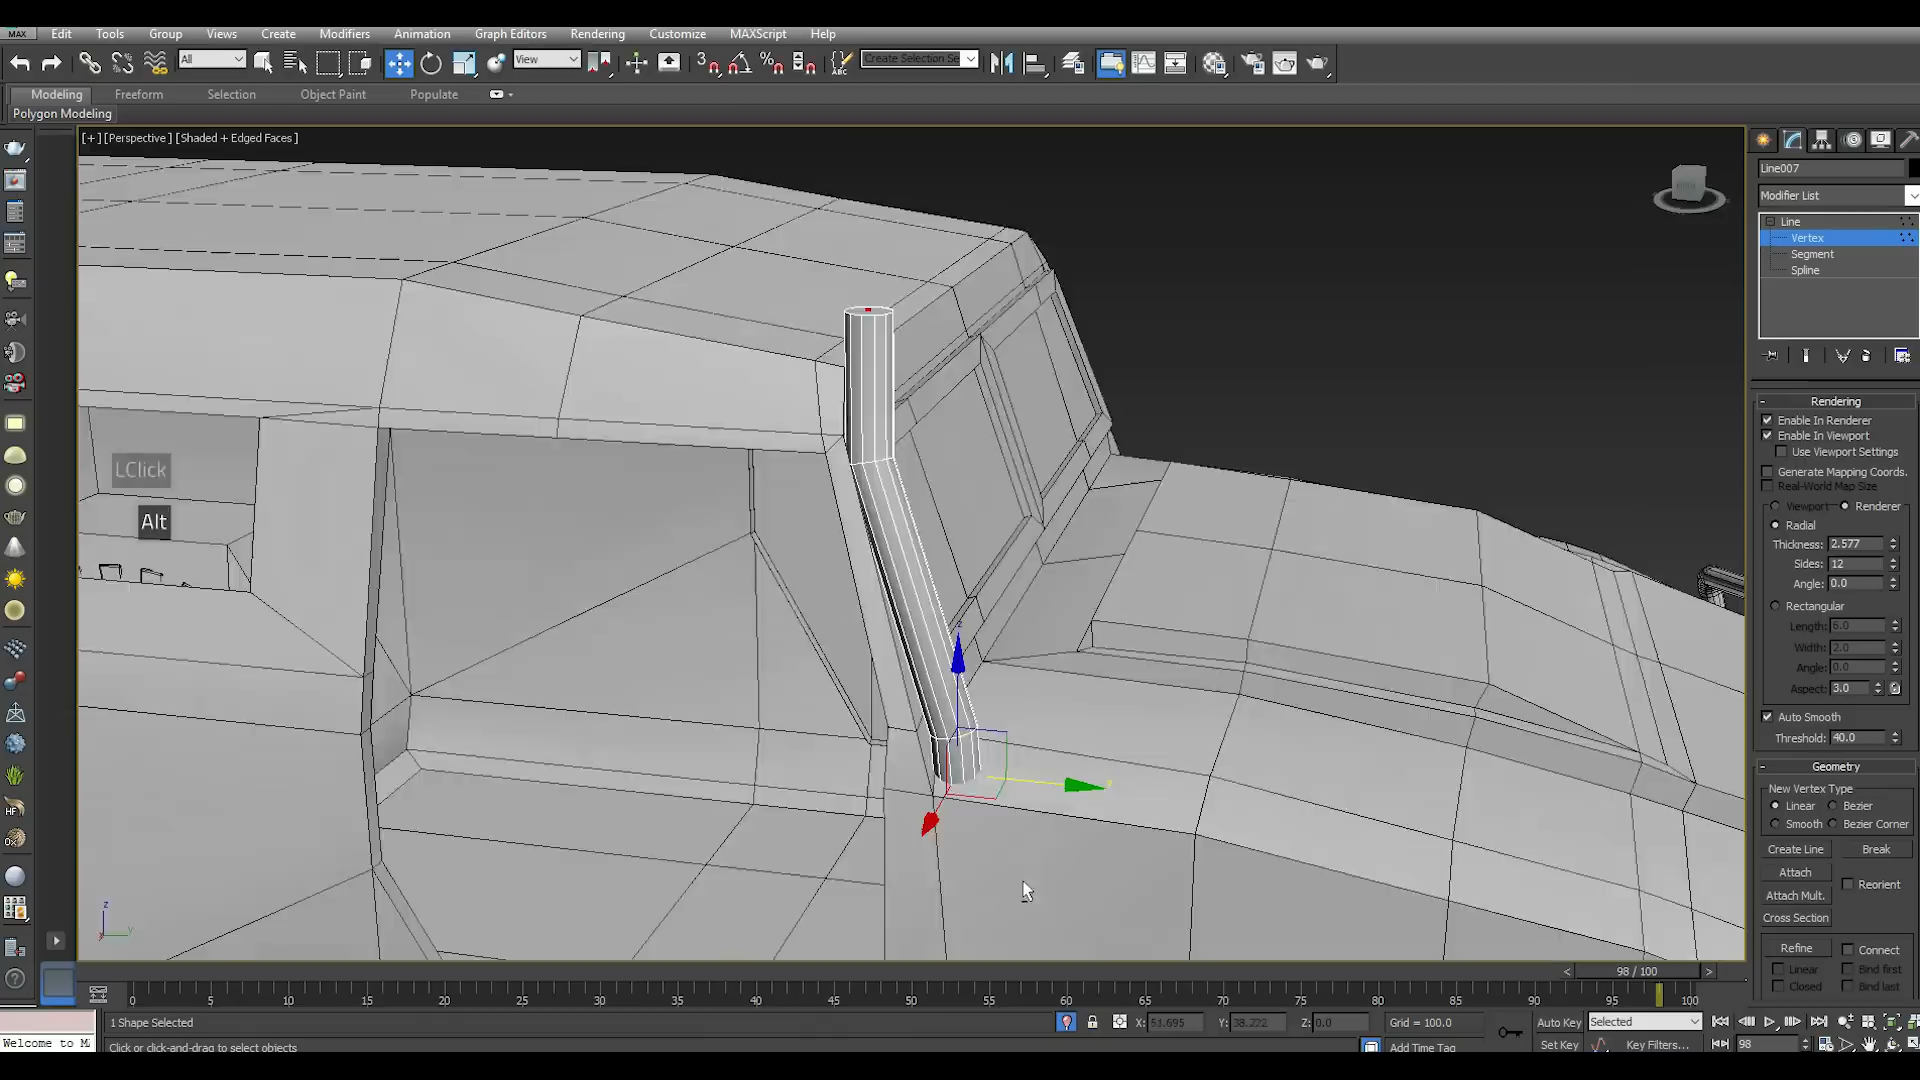 MAX Edit Tools Group Views Create Modifiers Animation Graph Editors Rendering Customize MAXScript Help
All View 3 ABC Create Selection Se
Modeling Freeform Selection Object Paint Populate
Polygon Modeling
[+] [Perspective] [Shaded + Edged Faces]
LClick
Alt
z
z
y
x
Line007
Modifier List
Line
Vertex
Segment
Spline
Rendering
Enable In Renderer
Enable In Viewport
Use Viewport Settings
Generate Mapping Coords.
Real-World Map Size
Viewport Renderer
Radial
Thickness: 2.577
Sides: 12
Angle: 0.0
Rectangular
Length: 6.0
Width: 2.0
Angle: 0.0
Aspect: 3.0
Auto Smooth
Threshold: 40.0
Geometry
New Vertex Type
Linear Bezier
Smooth Bezier Corner
Create Line Break
Attach
Reorient
Attach Mult.
Cross Section
Refine Connect
Linear Bind first
Closed Bind last
HF
< 98 / 100 >
0 5 10 15 20 25 30 35 40 45 50 55 60 65 70 75 80 85 90 95 100
1 Shape Selected X: 51.695 Y: 38.222 Z: 0.0 Grid = 100.0 Auto Key Selected
Welcome to MA Click or click-and-drag to select objects Add Time Tag Set Key Key Filters... 98